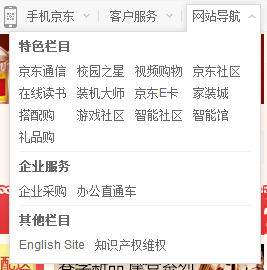 手机京东 客户服务 网站导航
特色栏目
京东通信 校园之星 视频购物 京东社区
在线读书 装机大师 京东E卡 家装城
搭配购 游戏社区 智能社区 智能馆
礼品购
企业服务
企业采购 办公直通车
其他栏目
English Site 知识产权维权